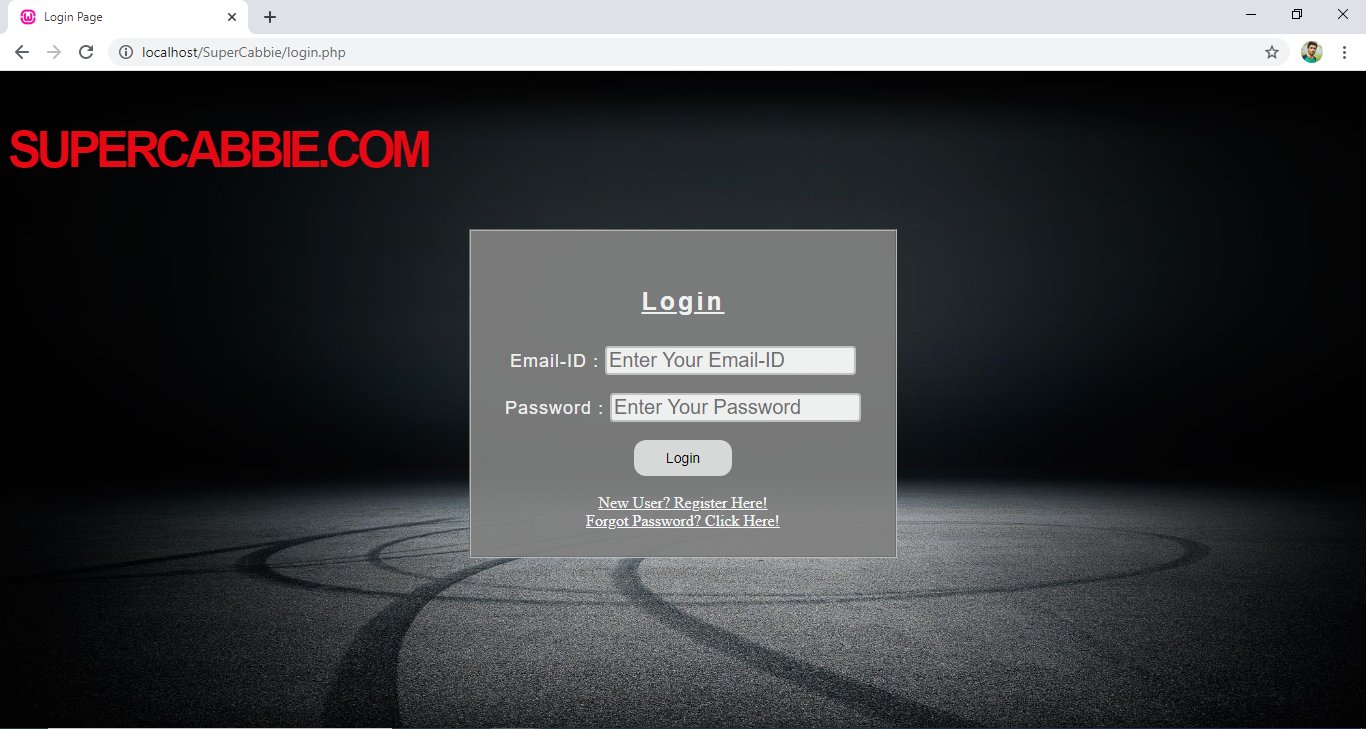 Login Page
localhost/SuperCabbie/login.php
SUPERCABBIE.COM
Login
Email-ID : Enter Your Email-ID
Password : Enter Your Password
Login
New User? Register Here!
Forgot Password? Click Here!